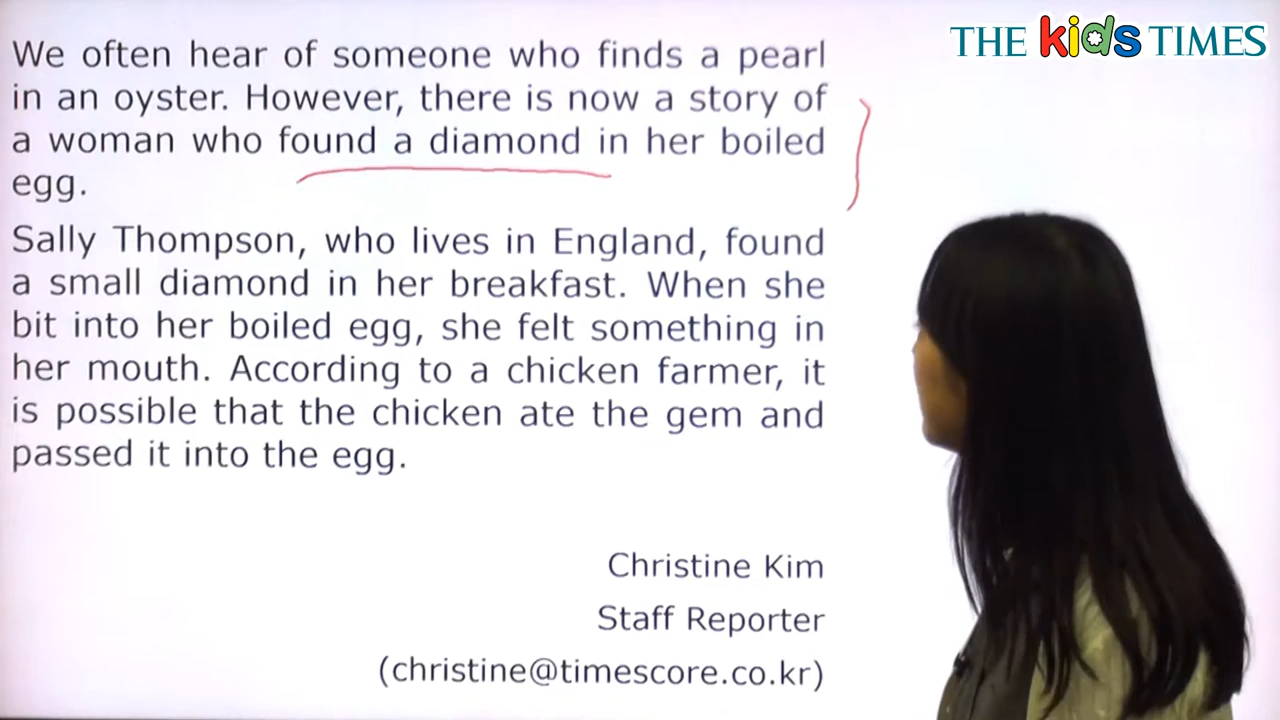 THE kids TIMES
We often hear of someone who finds a pearl
in an oyster. However, there is now a story of
a woman who found a diamond in her boiled
egg.
Sally Thompson, who lives in England, found
a small diamond in her breakfast. When she
bit into her boiled egg, she felt something in
her mouth. According to a chicken farmer, it
is possible that the chicken ate the gem and
passed it into the egg.
Christine Kim
Staff Reporter
(christine@timescore.co.kr)